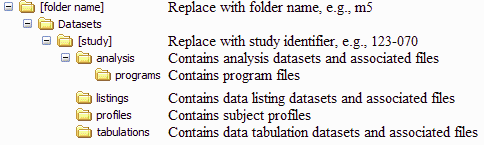 [folder name] Replace with folder name, e.g., m5
Datasets
[study] Replace with study identifier, e.g., 123-070
analysis Contains analysis datasets and associated files
programs Contains program files
listings Contains data listing datasets and associated files
profiles Contains subject profiles
tabulations Contains data tabulation datasets and associated files